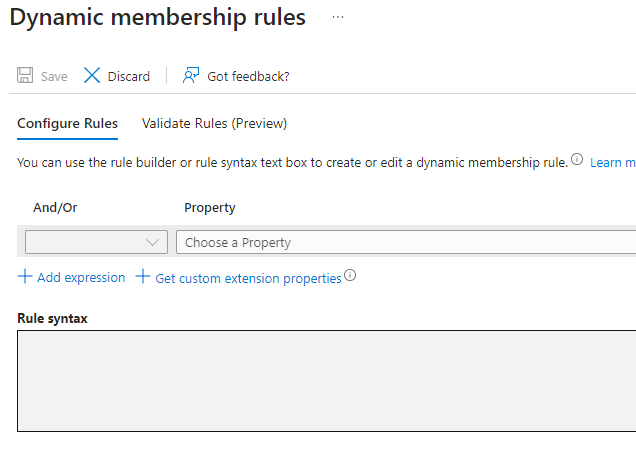 Dynamic membership rules ...
Save Discard Got feedback?
Configure Rules Validate Rules (Preview)
You can use the rule builder or rule syntax text box to create or edit a dynamic membership rule. Learn m
And/Or Property
Choose a Property
Add expression Get custom extension properties
Rule syntax